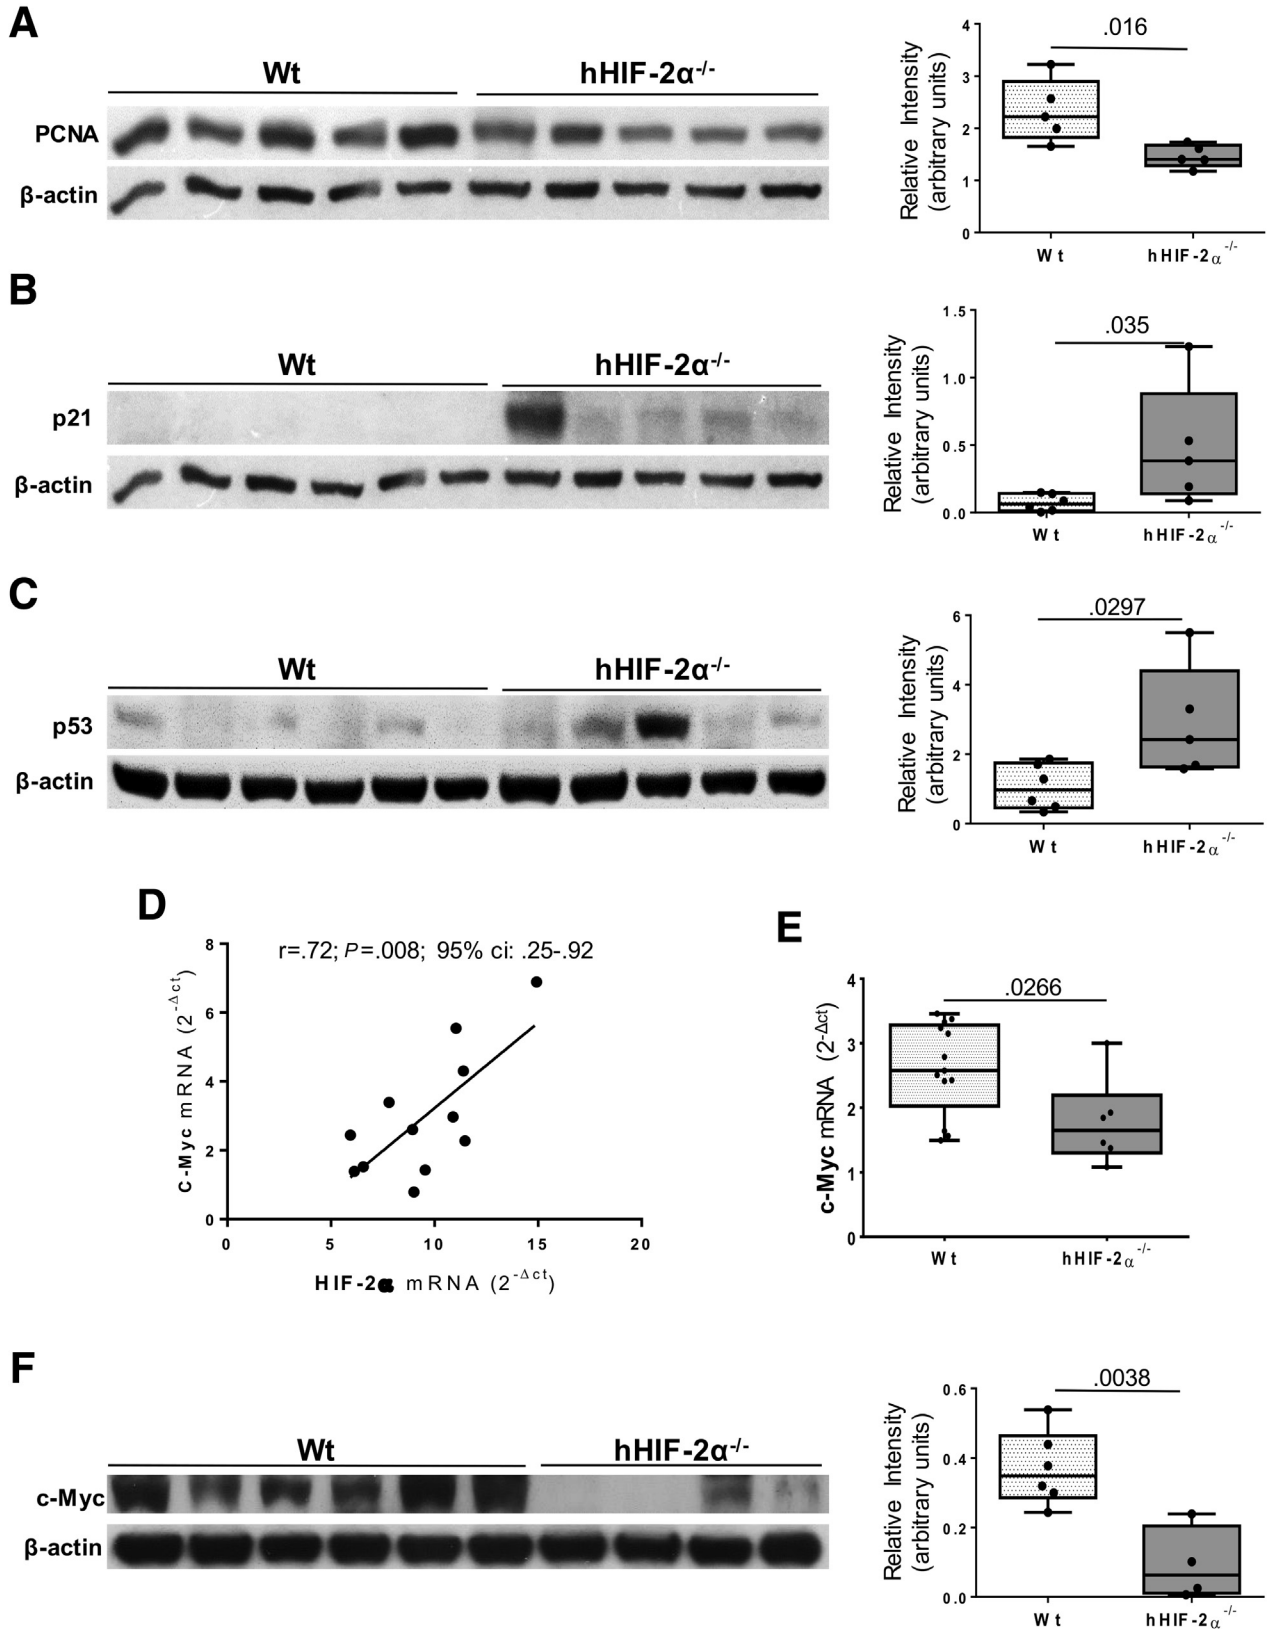 A
Wt
hHIF-2α-/-
PCNA
β-actin
Relative Intensity
(arbitrary units)
4
3
2
1
0
.016
Wt
hHIF-2α-/-
B
Wt
hHIF-2α-/-
p21
β-actin
Relative Intensity
(arbitrary units)
1.5
1.0
0.5
0.0
.035
Wt
hHIF-2α-/-
C
Wt
hHIF-2α-/-
p53
β-actin
Relative Intensity
(arbitrary units)
6
4
2
0
.0297
Wt
hHIF-2α-/-
D
r=.72; P=.008; 95% ci: .25-.92
C-Myc mRNA (2-Δct)
8
6
4
2
0
0 5 10 15 20
HIF-2α mRNA (2-Δct)
E
c-Myc mRNA (2-Δct)
4
3
2
1
0
.0266
Wt
hHIF-2α-/-
F
Wt
hHIF-2α-/-
c-Myc
β-actin
Relative Intensity
(arbitrary units)
0.6
0.4
0.2
0.0
.0038
Wt
hHIF-2α-/-